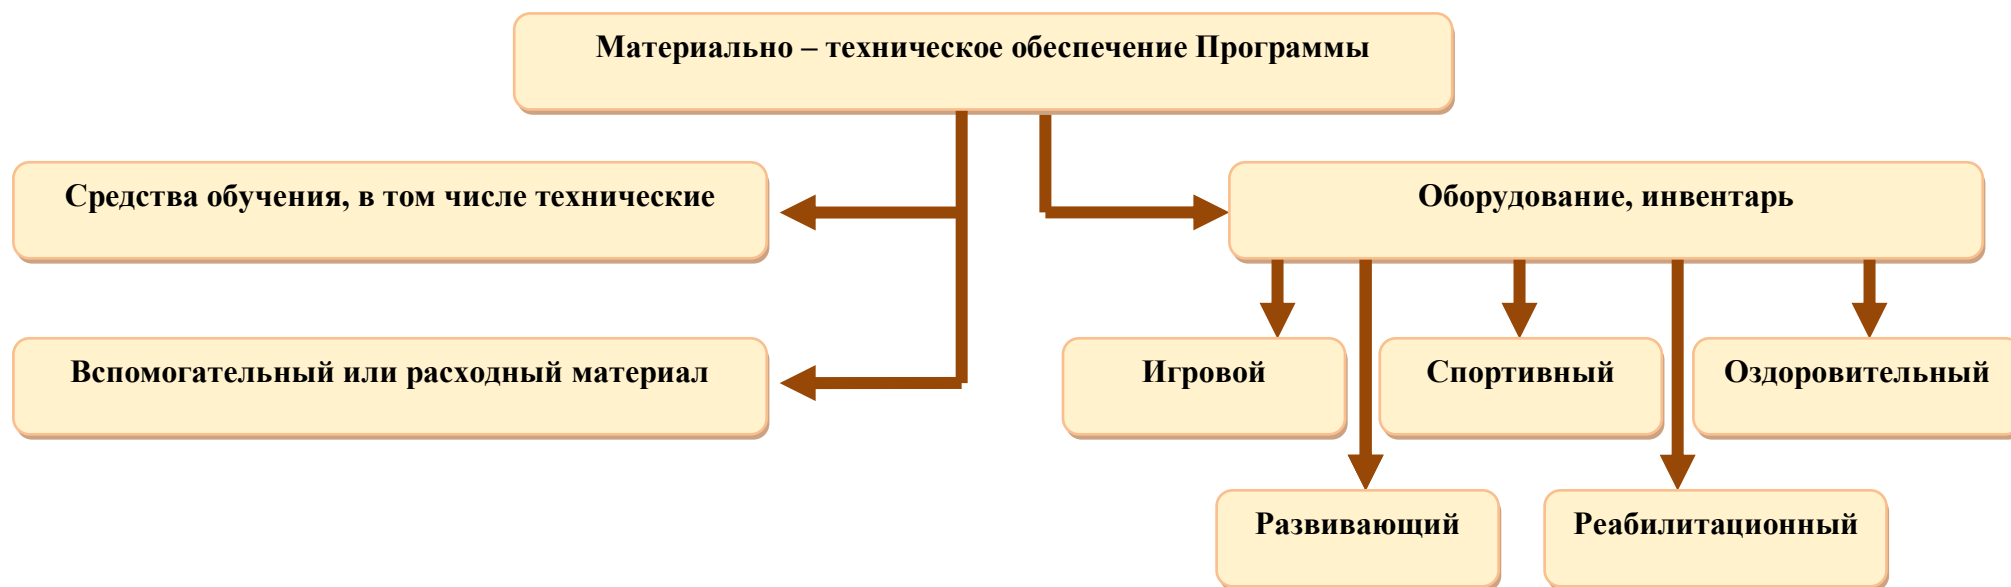 Материально – техническое обеспечение Программы
Средства обучения, в том числе технические
Оборудование, инвентарь
Вспомогательный или расходный материал
Игровой
Спортивный
Оздоровительный
Развивающий
Реабилитационный